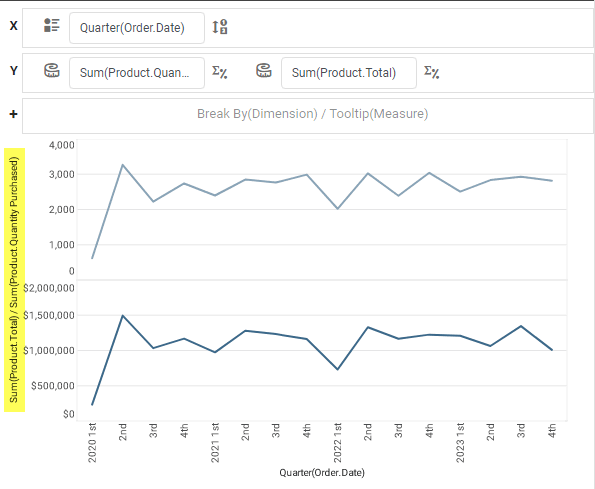 X
Quarter(Order.Date)
Y
Sum(Product.Quan...
Σ%
Sum(Product.Total)
Σ%
+
Break By(Dimension) / Tooltip(Measure)
Sum(Product.Total) / Sum(Product.Quantity Purchased)
4,000
3,000
2,000
1,000
0
$2,000,000
$1,500,000
$1,000,000
$500,000
$0
2020 1st
2nd
3rd
4th
2021 1st
2nd
3rd
4th
2022 1st
2nd
3rd
4th
2023 1st
2nd
3rd
4th
Quarter(Order.Date)